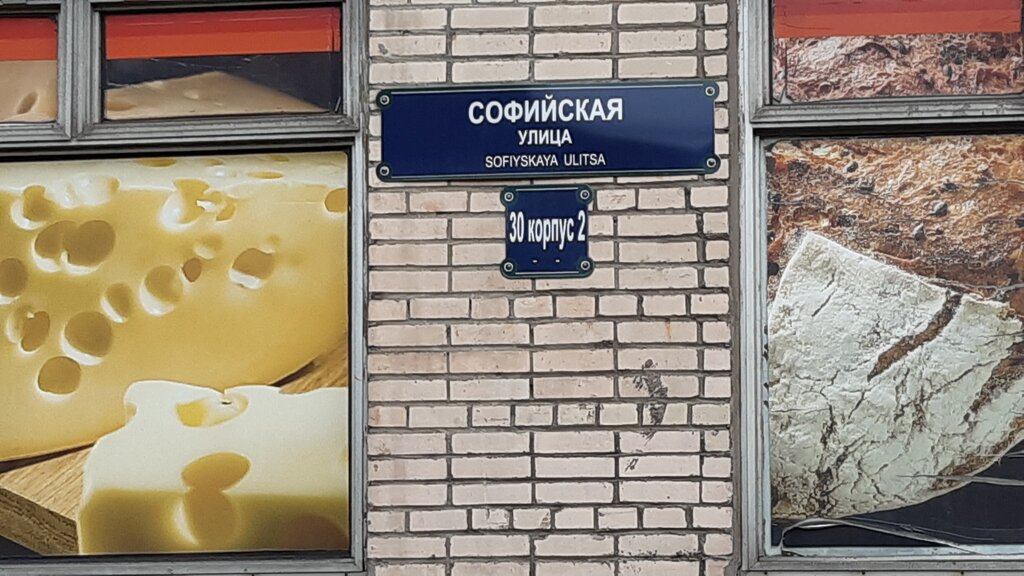 СОФИЙСКАЯ
УЛИЦА
SOFIYSKAYA ULITSA
30 корпус 2